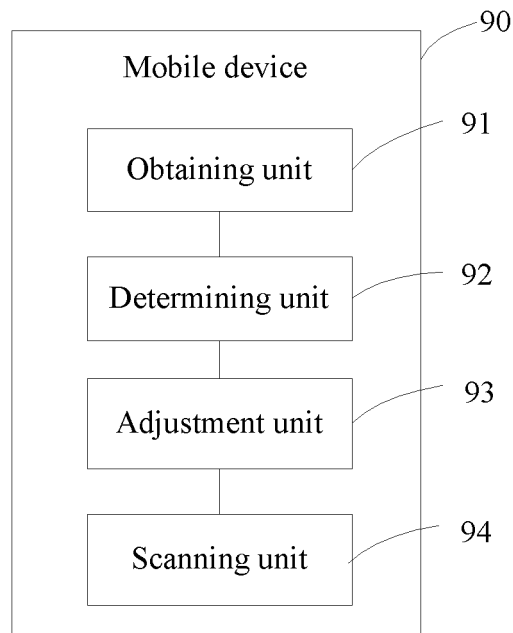 90
Mobile device
91
Obtaining unit
92
Determining unit
93
Adjustment unit
94
Scanning unit